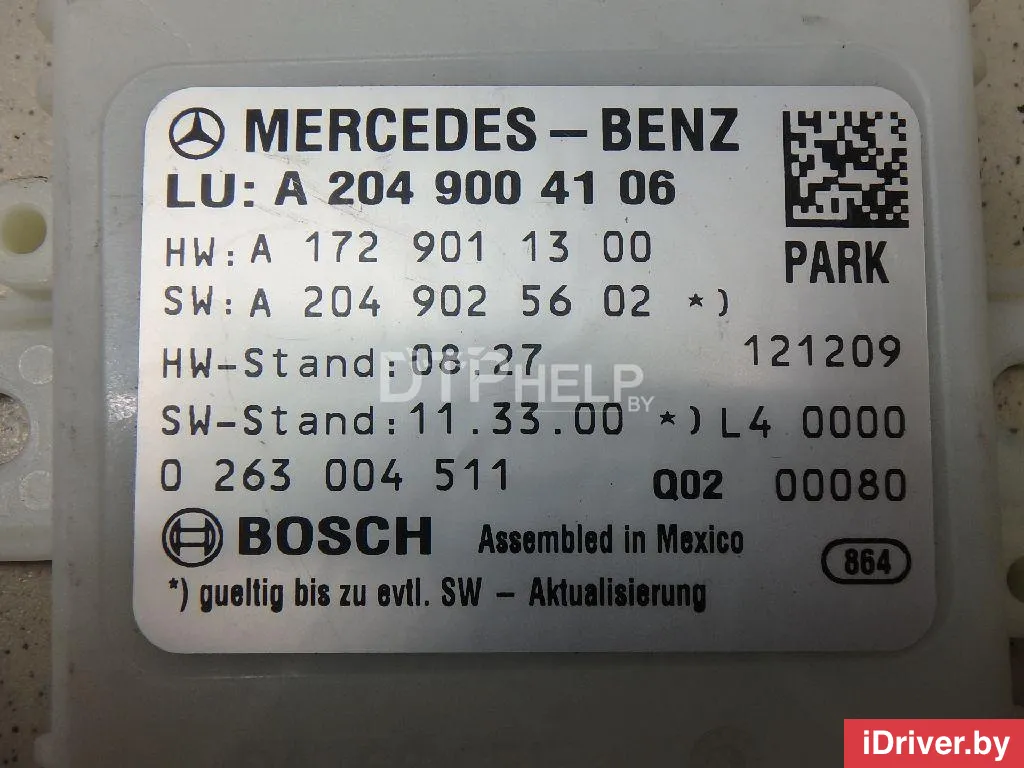 MERCEDES-BENZ
LU: A 204 900 41 06
HW: A 172 901 13 00
PARK
SW: A 204 902 56 02 *)
HW-Stand: 08.27 121209
DTPHELP.BY
SW-Stand: 11.33.00 *) L4 0000
0 263 004 511 Q02 00080
BOSCH Assembled in Mexico
864
*) gueltig bis zu evtl. SW - Aktualisierung
iDriver.by